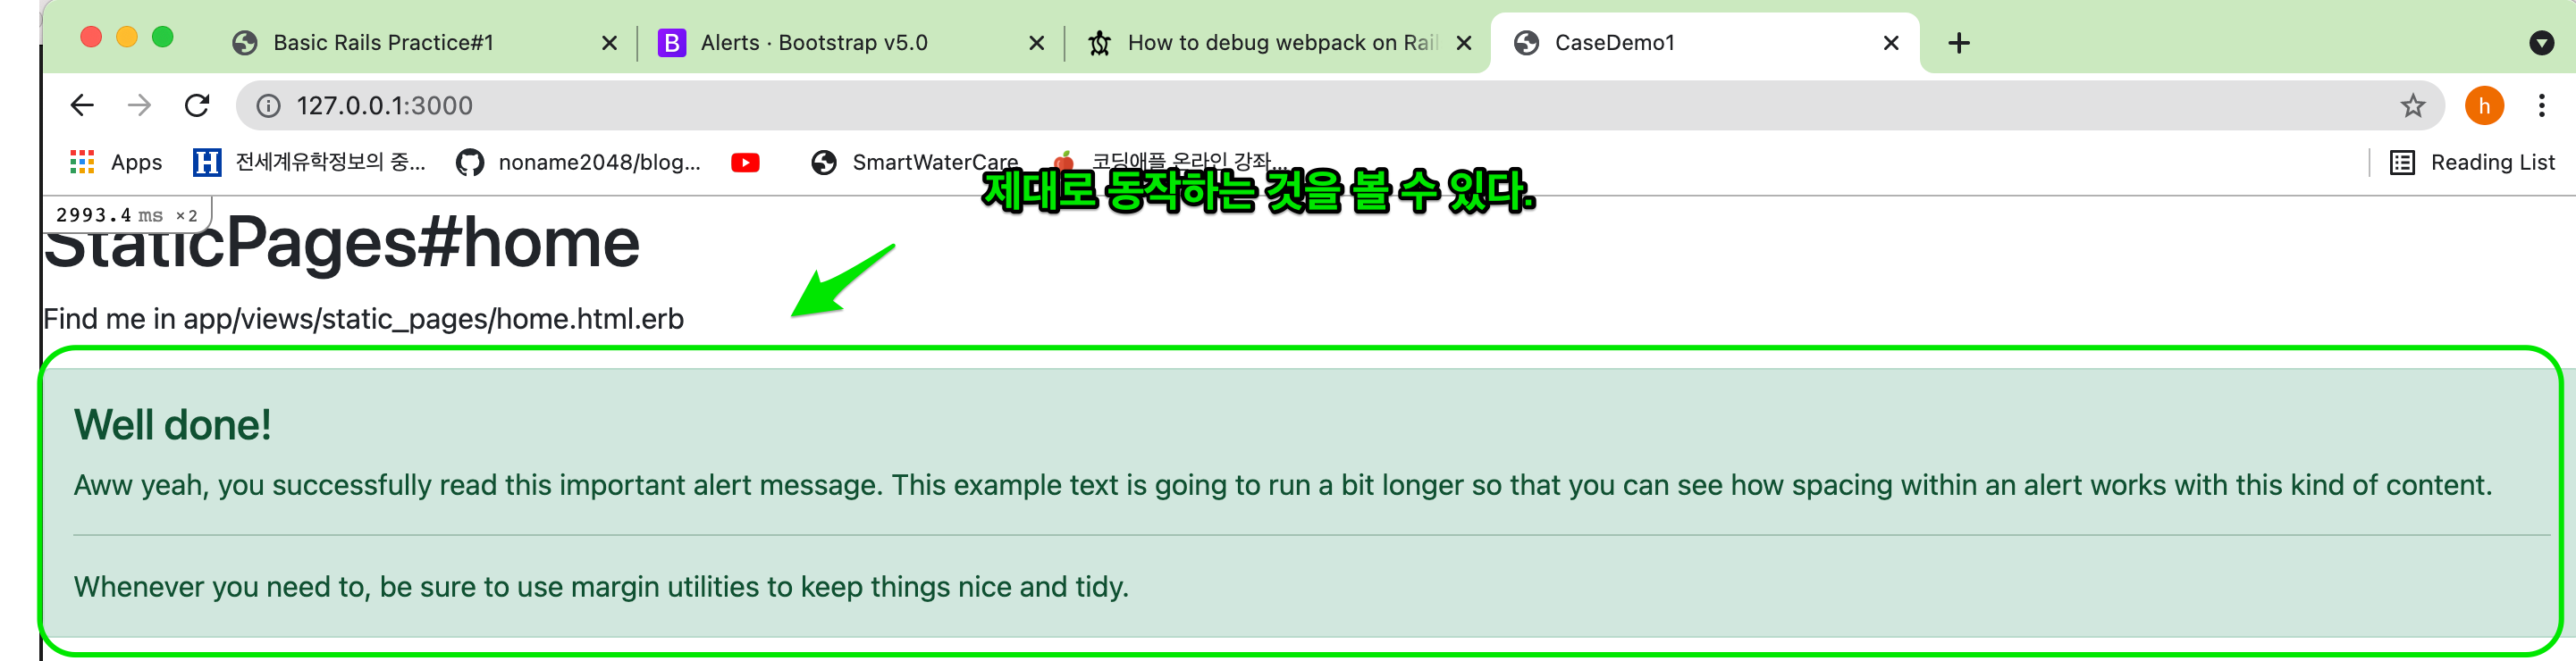 Basic Rails Practice#1
B Alerts · Bootstrap v5.0
How to debug webpack on Rail
CaseDemo1
127.0.0.1:3000
h
Apps
H 전세계유학정보의 중...
noname2048/blog...
SmartWaterCare
코딩애플 온라인 강좌...
Reading List
제대로 동작하는 것을 볼 수 있다.
2993.4 ms ×2
StaticPages#home
Find me in app/views/static_pages/home.html.erb
Well done!
Aww yeah, you successfully read this important alert message. This example text is going to run a bit longer so that you can see how spacing within an alert works with this kind of content.
Whenever you need to, be sure to use margin utilities to keep things nice and tidy.